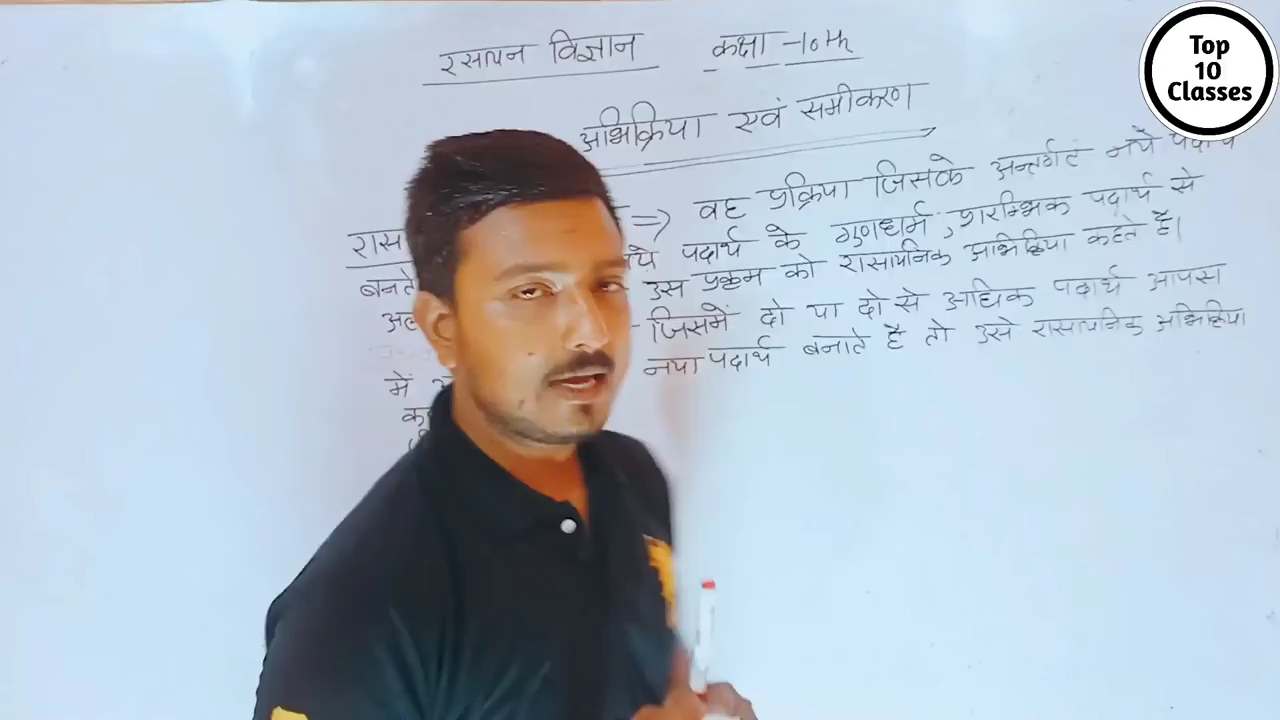 रसायन विज्ञान कक्षा - 10th
अभिक्रिया एवं समीकरण
Top
10
Classes
रास => वह प्रक्रिया जिसके अन्तर्गत नये पदार्थ
बनते पदार्थ के गुणधर्म, प्रारम्भिक पदार्थ से
अल उस प्रक्रम को रासायनिक अभिक्रिया कहते हैं।
जिसमें दो या दो से अधिक पदार्थ आपस
में नया पदार्थ बनाते है तो उसे रासायनिक अभिक्रिया